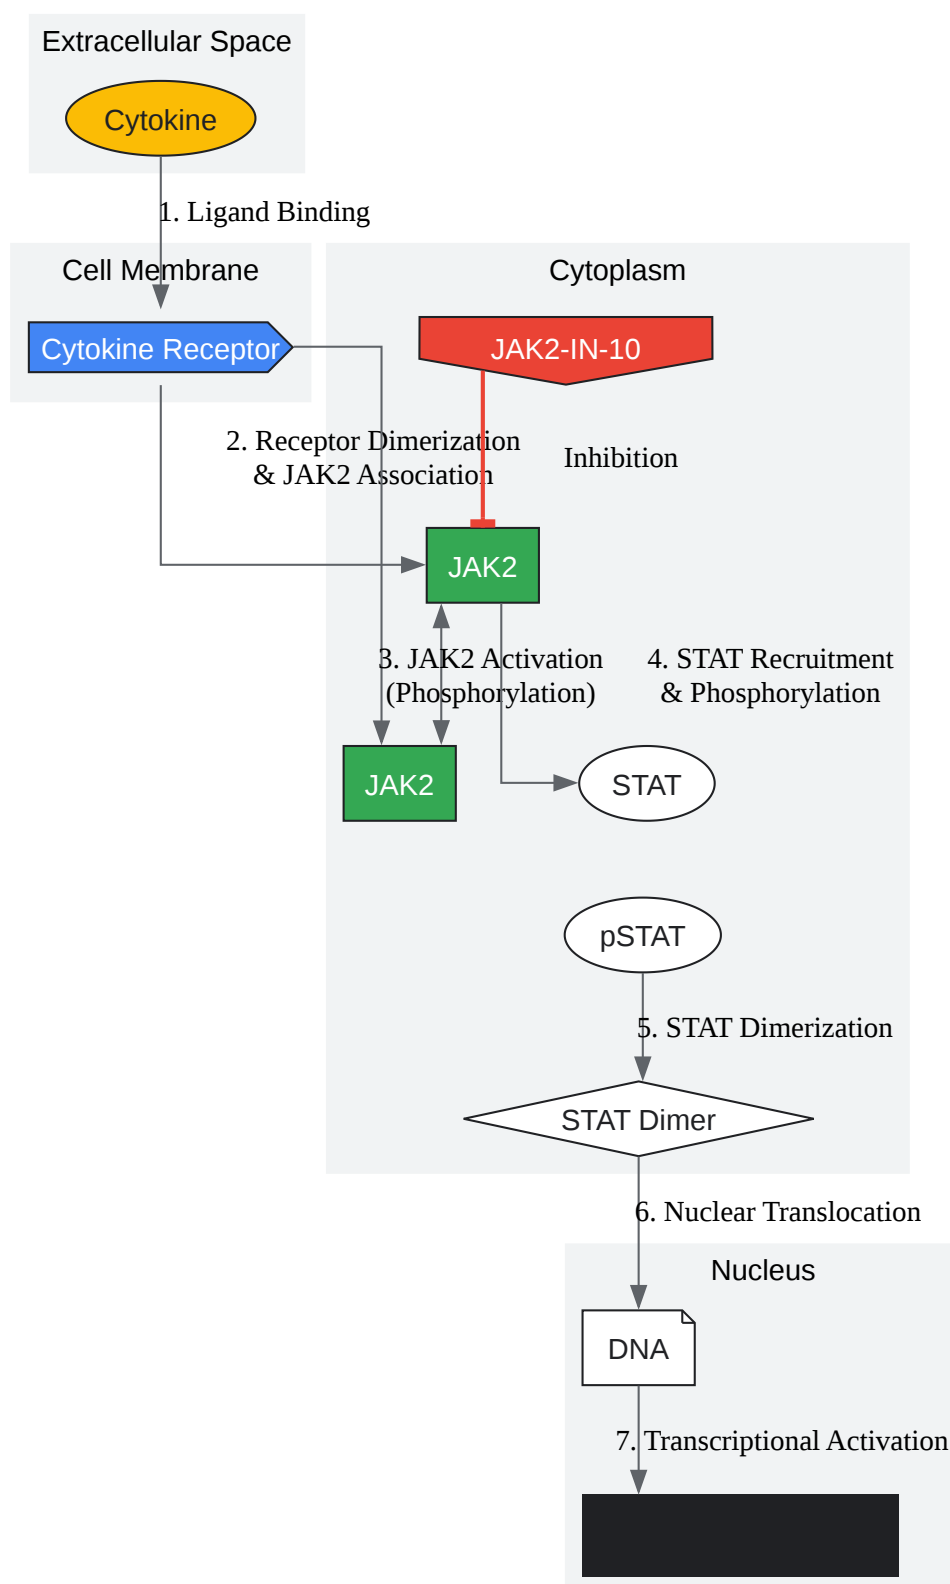 Extracellular Space
Cytokine
1. Ligand Binding
Cell Membrane
Cytoplasm
Cytokine Receptor
JAK2-IN-10
2. Receptor Dimerization
& JAK2 Association
Inhibition
JAK2
3. JAK2 Activation
(Phosphorylation)
4. STAT Recruitment
& Phosphorylation
JAK2
STAT
pSTAT
5. STAT Dimerization
STAT Dimer
6. Nuclear Translocation
Nucleus
DNA
7. Transcriptional Activation